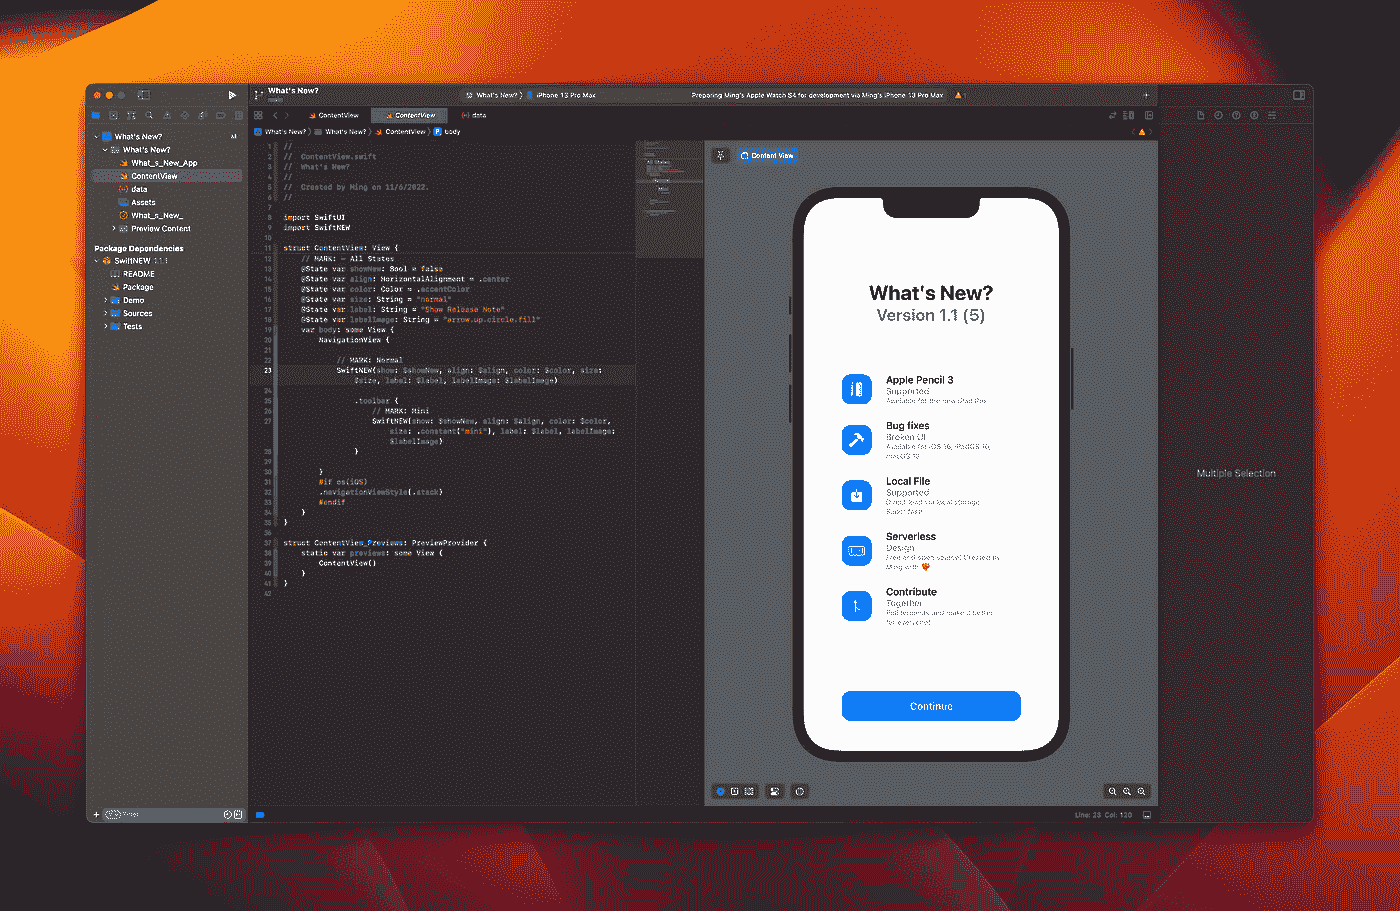 What's New?
What's New? 〉 iPhone 13 Pro Max
Preparing Ming's Apple Watch S4 for development via Ming's iPhone 13 Pro Max
ContentView
ContentView
data
What's New? 〉 What's New? 〉 ContentView 〉 body
What's New?
What's New?
What_s_New_App
ContentView
data
Assets
What_s_New_
Preview Content
Package Dependencies
SwiftNEW 1.1.1
README
Package
Demo
Sources
Tests
1 //
2 // ContentView.swift
3 // What's New?
4 //
5 // Created by Ming on 11/6/2022.
6 //
7
8 import SwiftUI
9 import SwiftNEW
10
11 struct ContentView: View {
12 // MARK: - All States
13 @State var showNew: Bool = false
14 @State var align: HorizontalAlignment = .center
15 @State var color: Color = .accentColor
16 @State var size: String = "normal"
17 @State var label: String = "Show Release Note"
18 @State var labelImage: String = "arrow.up.circle.fill"
19 var body: some View {
20 NavigationView {
21
22 // MARK: Normal
23 SwiftNEW(show: $showNew, align: $align, color: $color, size:
$size, label: $label, labelImage: $labelImage)
24
25 .toolbar {
26 // MARK: Mini
27 SwiftNEW(show: $showNew, align: $align, color: $color,
size: .constant("mini"), label: $label, labelImage:
$labelImage)
28 }
29
30 }
31 #if os(iOS)
32 .navigationViewStyle(.stack)
33 #endif
34 }
35 }
36
37 struct ContentView_Previews: PreviewProvider {
38 static var previews: some View {
39 ContentView()
40 }
41 }
42
Content View
What's New?
Version 1.1 (5)
Apple Pencil 3
Supported
Available for the new iPad Pro
Bug fixes
Broken UI
Available for iOS 16, iPadOS 16,
macOS 13
Local File
Supported
Serverless
Design
Free and open source! Created by
Ming with
Contribute
Together
Pull requests and make it better
for everyone!
Continue
Multiple Selection
Line: 23 Col: 120